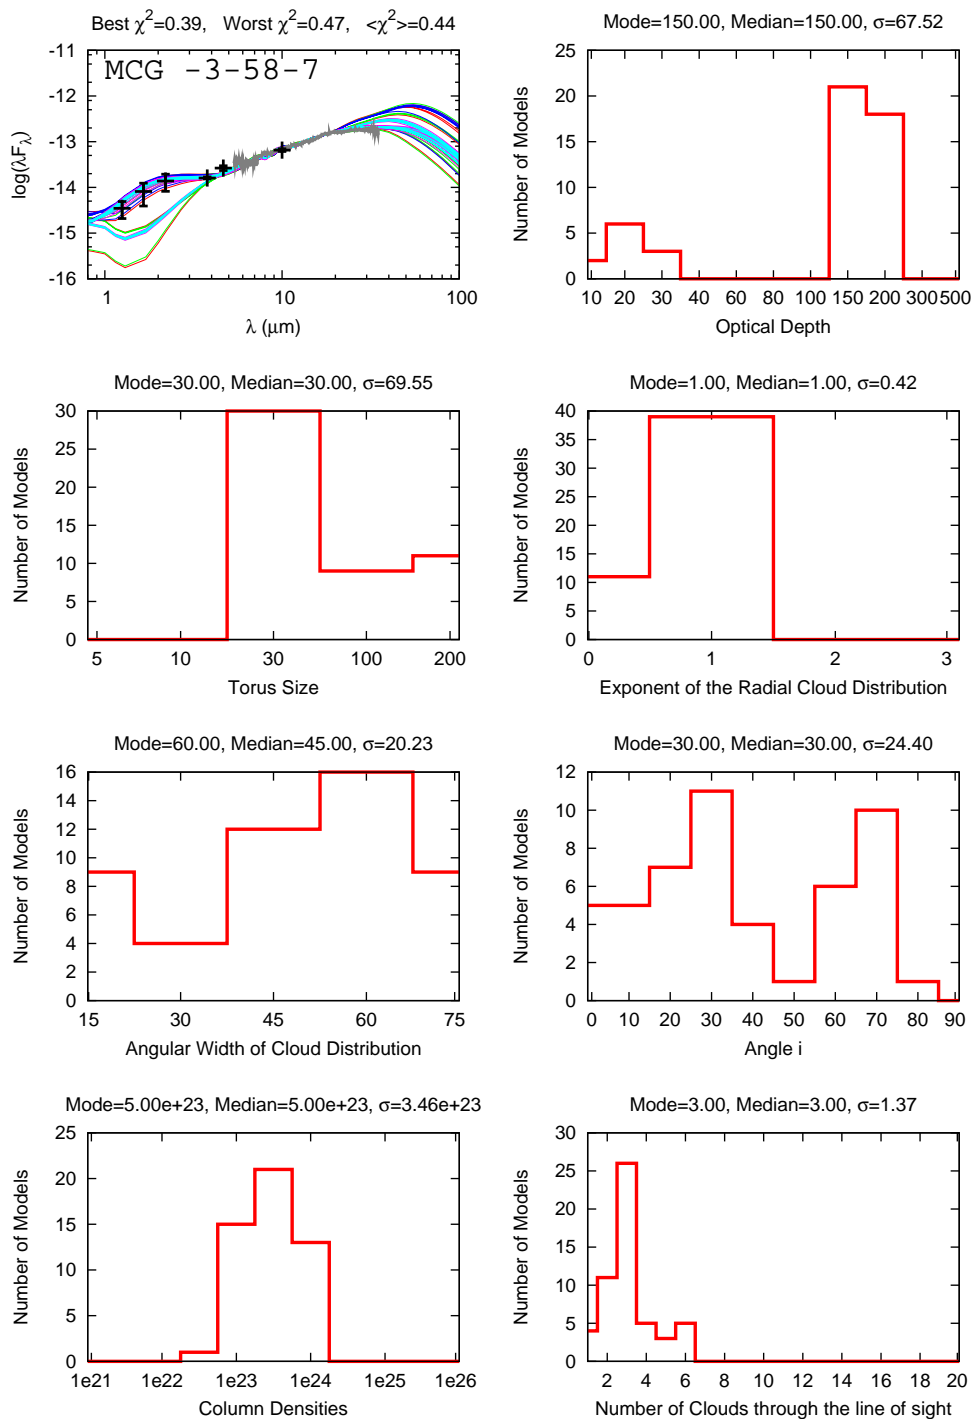 Best χ²=0.39, Worst χ²=0.47, <χ²>=0.44
MCG -3-58-7
log(λFλ)
-11
-12
-13
-14
-15
-16
1 10 100
λ (μm)
Mode=150.00, Median=150.00, σ=67.52
Number of Models
25
20
15
10
5
0
10 20 30 40 60 80 100 150 200 300 500
Optical Depth
Mode=30.00, Median=30.00, σ=69.55
Number of Models
30
25
20
15
10
5
0
5 10 30 100 200
Torus Size
Mode=1.00, Median=1.00, σ=0.42
Number of Models
40
35
30
25
20
15
10
5
0
0 1 2 3
Exponent of the Radial Cloud Distribution
Mode=60.00, Median=45.00, σ=20.23
Number of Models
16
14
12
10
8
6
4
2
0
15 30 45 60 75
Angular Width of Cloud Distribution
Mode=30.00, Median=30.00, σ=24.40
Number of Models
12
10
8
6
4
2
0
0 10 20 30 40 50 60 70 80 90
Angle i
Mode=5.00e+23, Median=5.00e+23, σ=3.46e+23
Number of Models
25
20
15
10
5
0
1e21 1e22 1e23 1e24 1e25 1e26
Column Densities
Mode=3.00, Median=3.00, σ=1.37
Number of Models
30
25
20
15
10
5
0
2 4 6 8 10 12 14 16 18 20
Number of Clouds through the line of sight